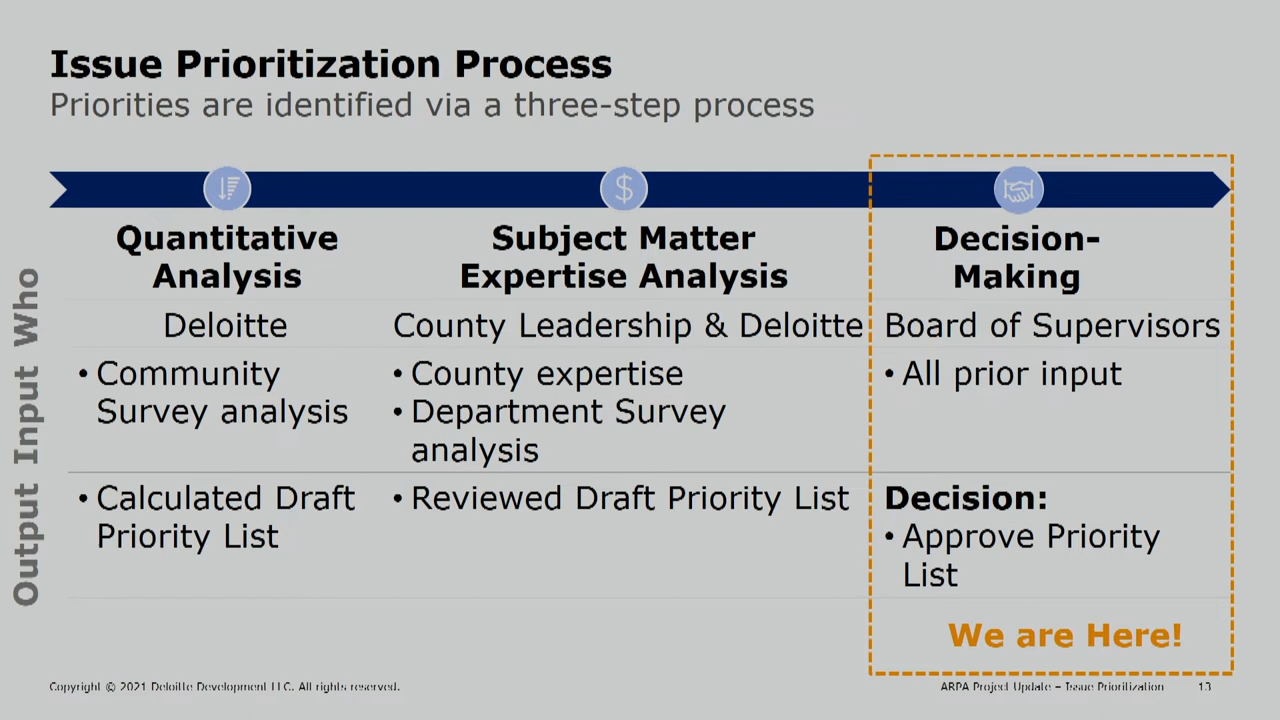 Issue Prioritization Process
Priorities are identified via a three-step process
$
Quantitative
Analysis
Subject Matter
Expertise Analysis
Decision-
Making
Who
Deloitte
County Leadership & Deloitte
Board of Supervisors
Input
• Community
Survey analysis
• County expertise
• Department Survey
analysis
• All prior input
Output
• Calculated Draft
Priority List
• Reviewed Draft Priority List
Decision:
• Approve Priority
List
We are Here!
Copyright © 2021 Deloitte Development LLC. All rights reserved.
ARPA Project Update – Issue Prioritization
13